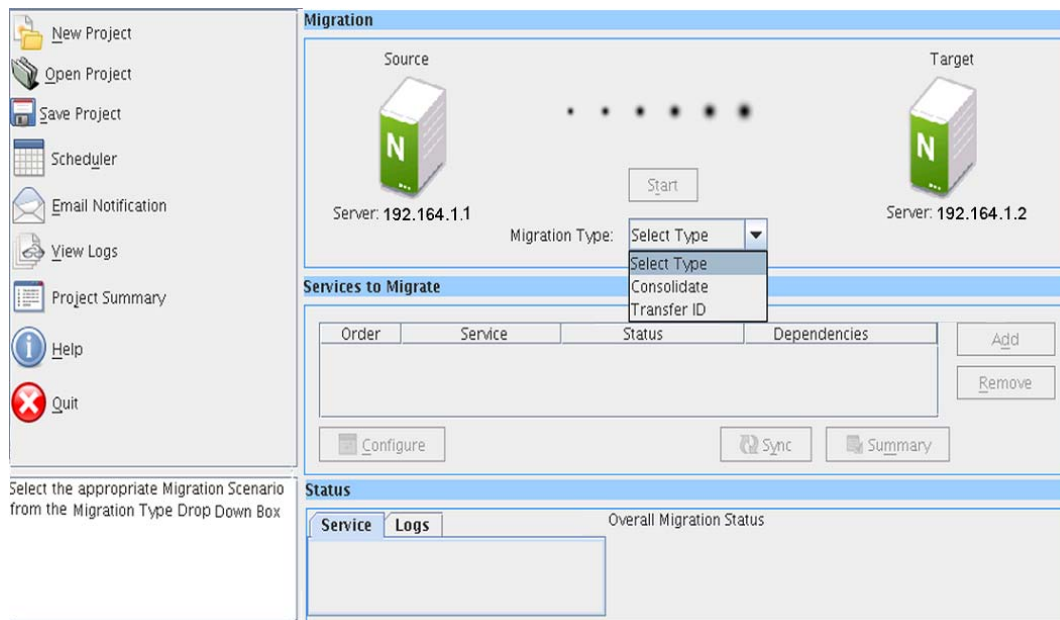 New Project
Open Project
Save Project
Scheduler
Email Notification
View Logs
Project Summary
Help
Quit
Select the appropriate Migration Scenario
from the Migration Type Drop Down Box
Migration
Source
Target
N
N
Start
Server: 192.164.1.1
Server: 192.164.1.2
Migration Type: Select Type
Select Type
Consolidate
Transfer ID
Services to Migrate
Order Service Status Dependencies
Add
Remove
Configure Sync Summary
Status
Service Logs Overall Migration Status